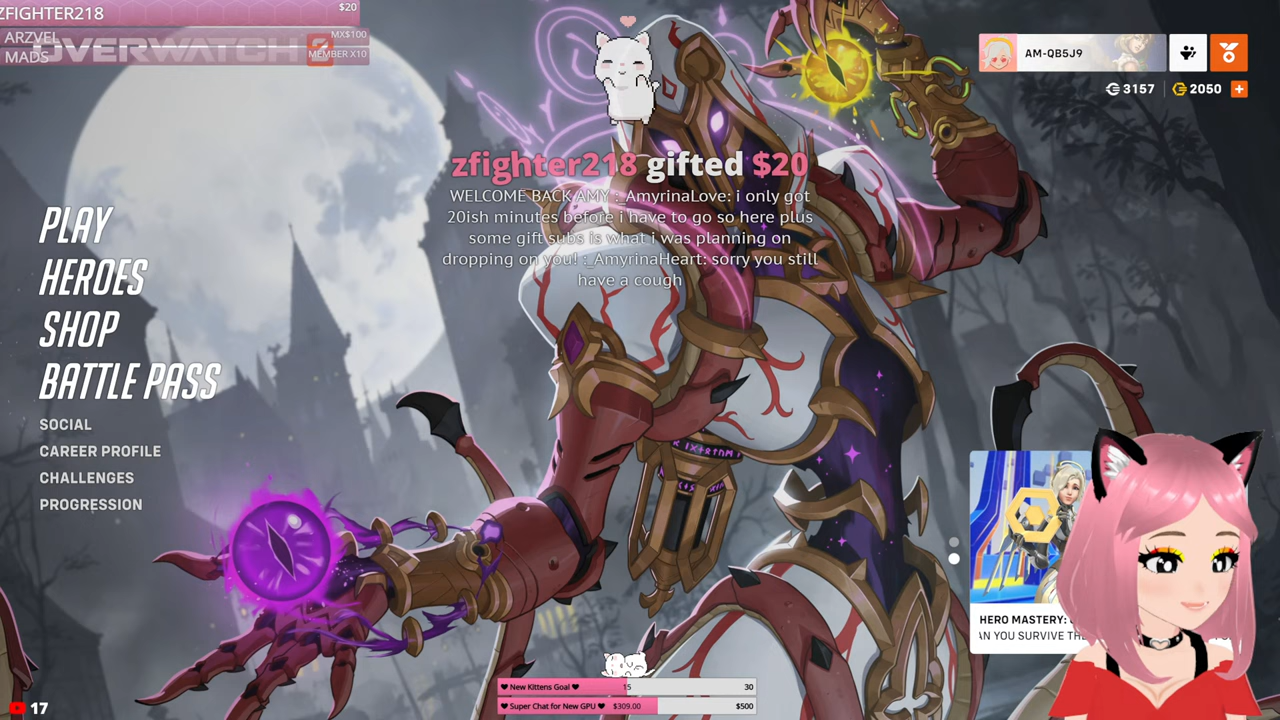 ZFIGHTER218 $20
ARZVEL MX$100
MADS MEMBER X10
OVERWATCH 2
AM-QB5J9
3157 2050
zfighter218 gifted $20
WELCOME BACK AMY :_AmyrinaLove: i only got
20ish minutes before i have to go so here plus
some gift subs is what i was planning on
dropping on you! :_AmyrinaHeart: sorry you still
have a cough
PLAY
HEROES
SHOP
BATTLE PASS
SOCIAL
CAREER PROFILE
CHALLENGES
PROGRESSION
HERO MASTERY:
AN YOU SURVIVE THE
New Kittens Goal 15 30
Super Chat for New GPU $309.00 $500
17